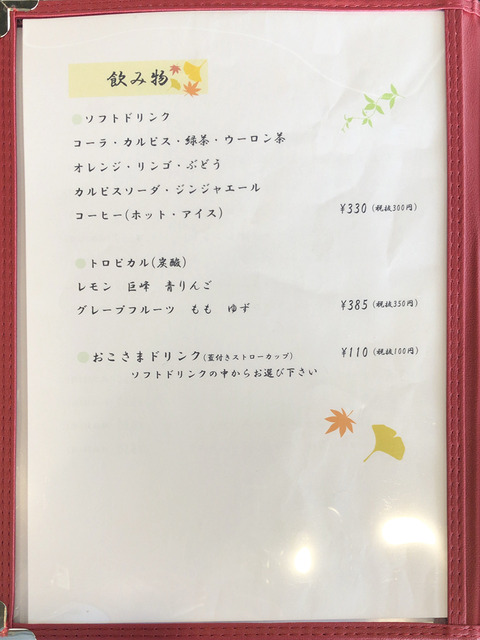 飲み物
ソフトドリンク
コーラ・カルピス・緑茶・ウーロン茶
オレンジ・リンゴ・ぶどう
カルピスソーダ・ジンジャエール
コーヒー(ホット・アイス) ¥330 (税抜300円)
トロピカル(炭酸)
レモン 巨峰 青りんご
グレープフルーツ もも ゆず ¥385 (税抜350円)
おこさまドリンク(蓋付きストローカップ) ¥110 (税抜100円)
ソフトドリンクの中からお選び下さい